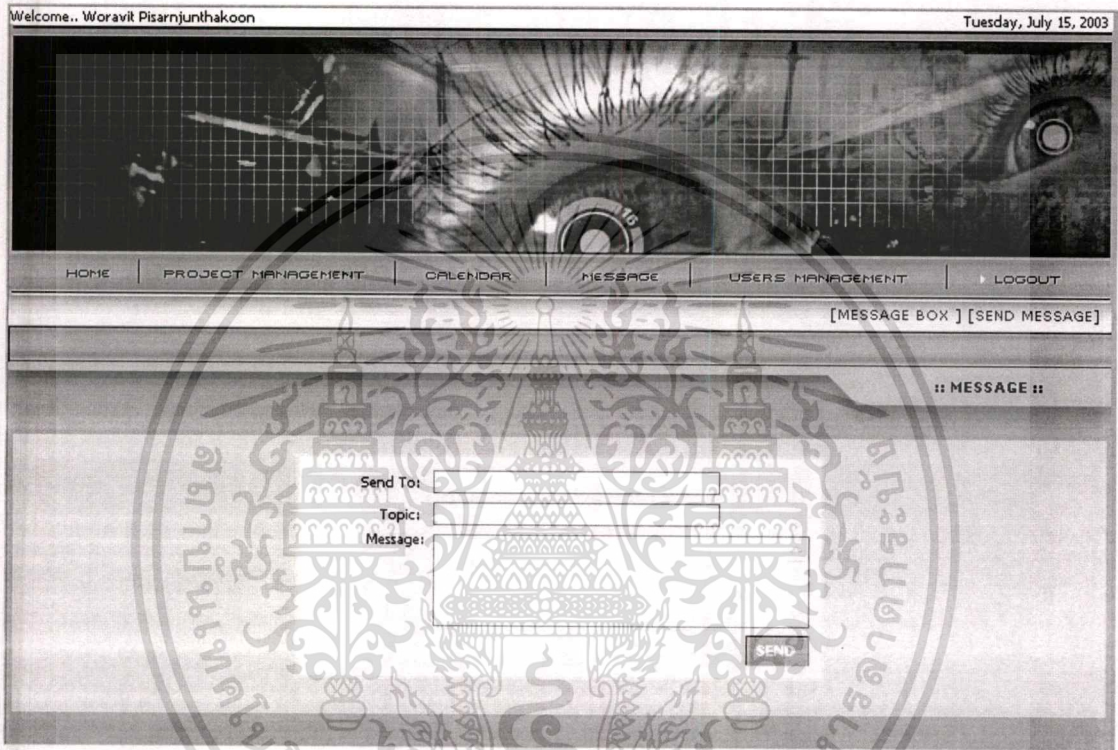 Welcome.. Woravit Pisarnjunthakoon
Tuesday, July 15, 2003
16
HOME
PROJECT MANAGEMENT
CALENDAR
MESSAGE
USERS MANAGEMENT
LOGOUT
[MESSAGE BOX ] [SEND MESSAGE]
:: MESSAGE ::
Send To:
Topic:
Message:
SEND